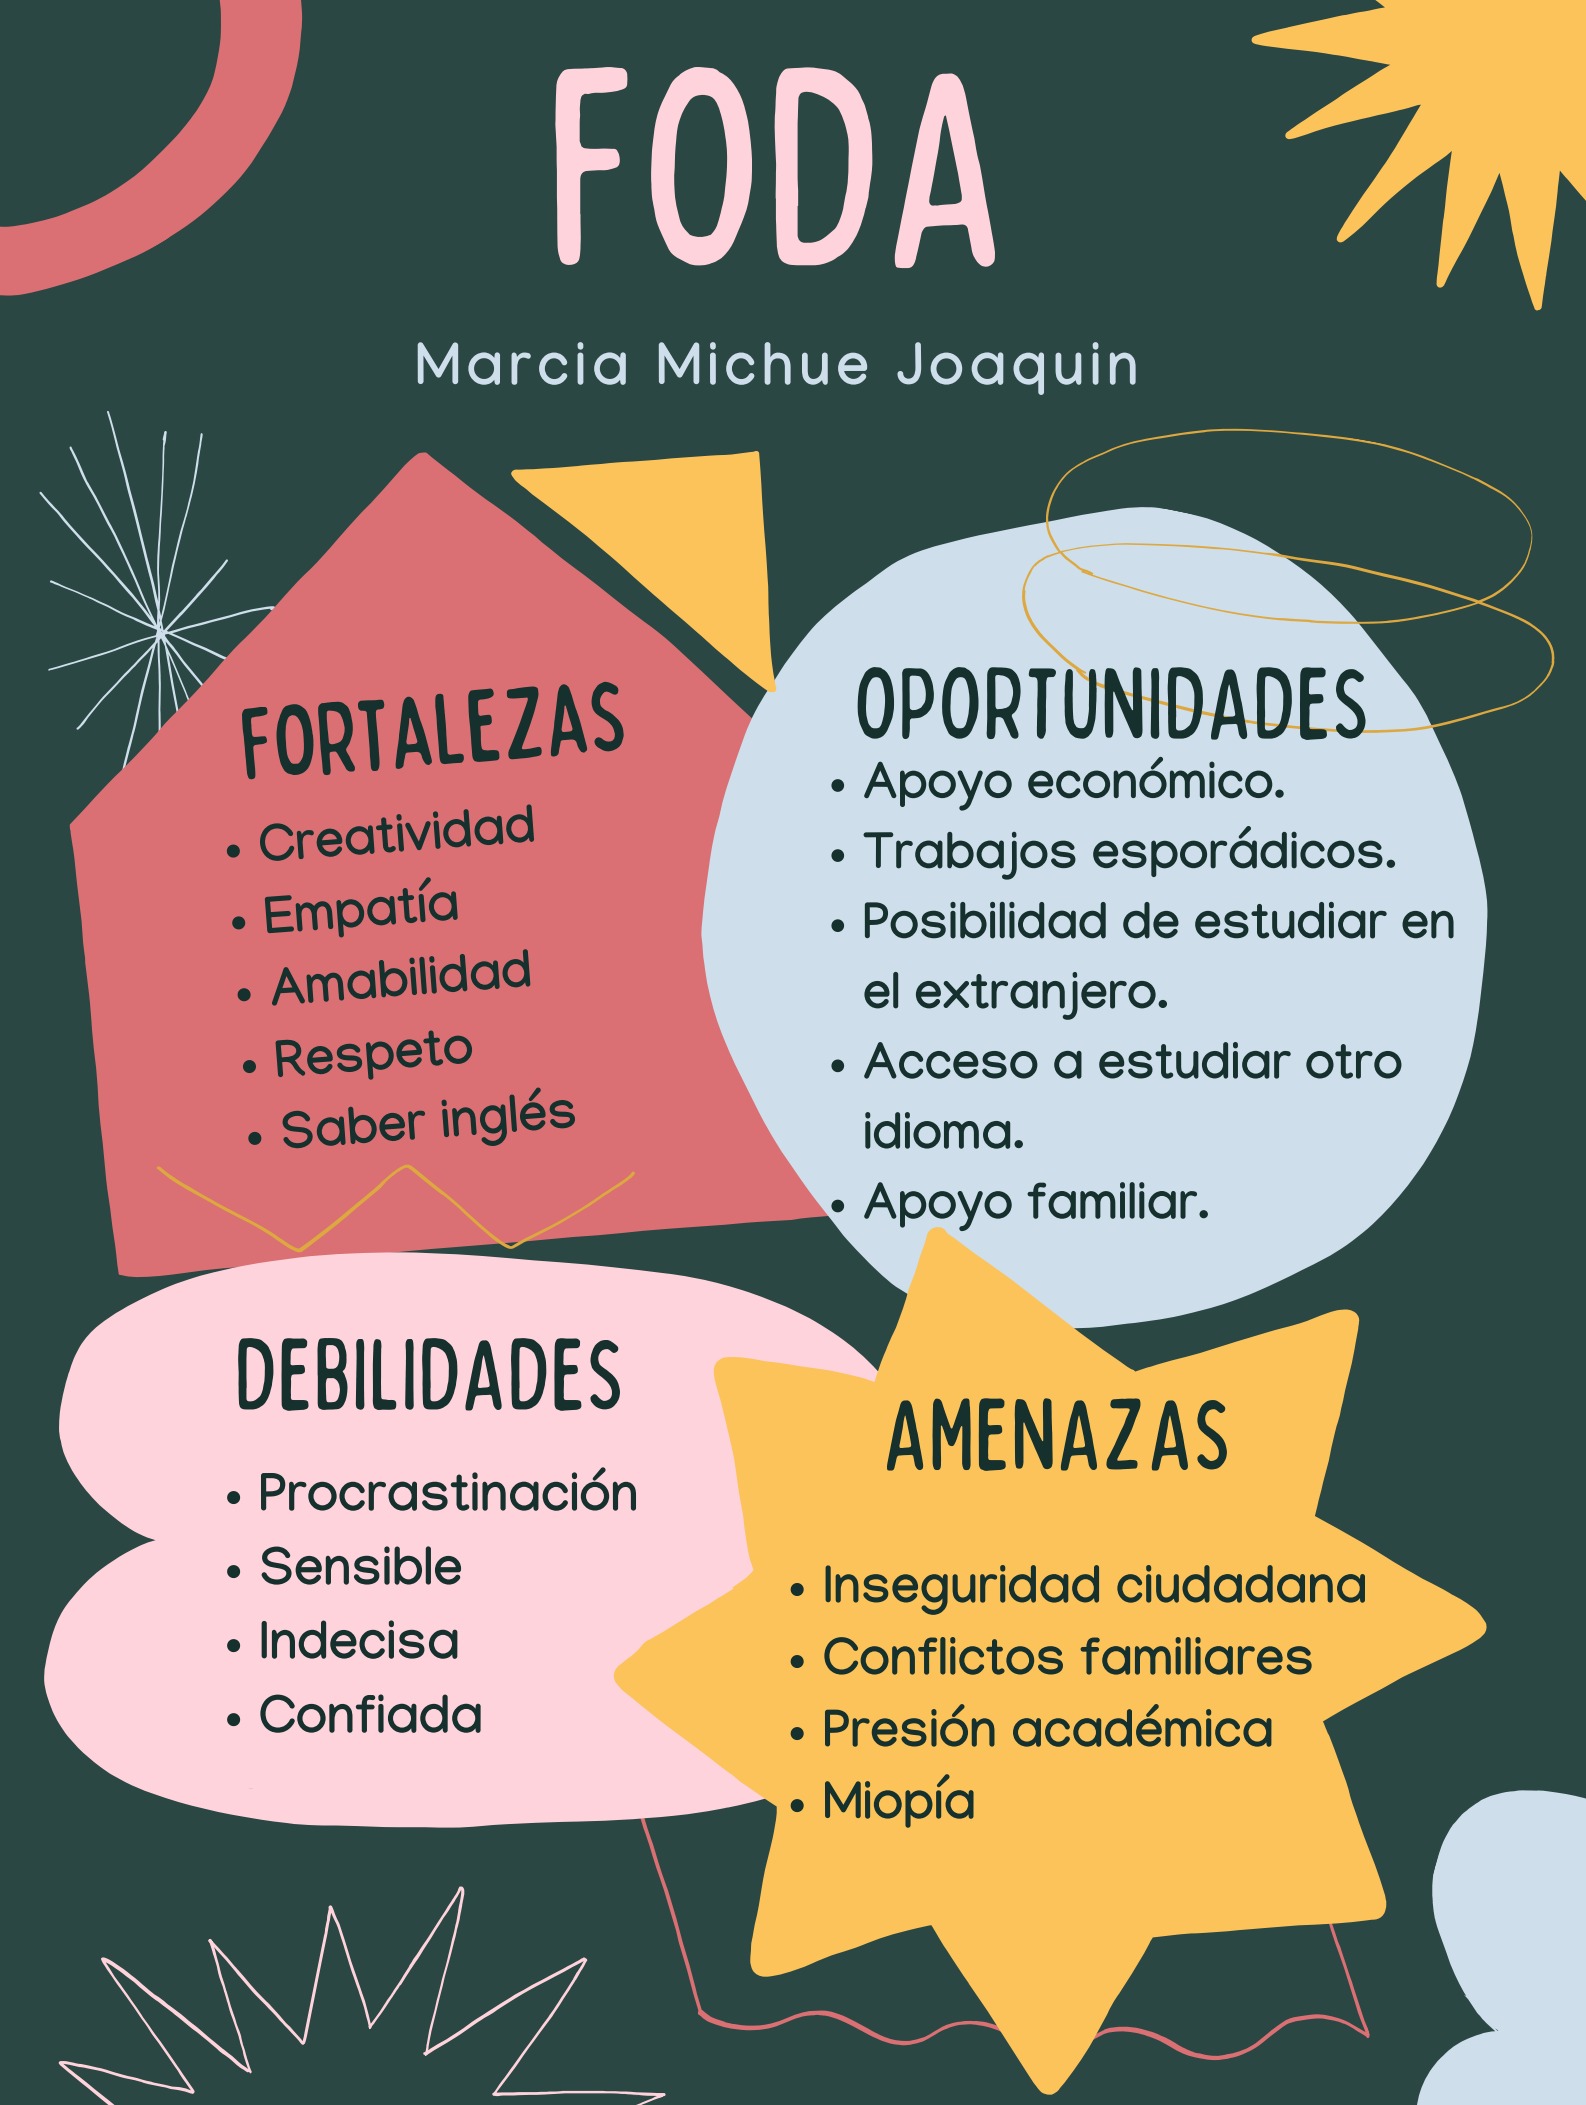 FODA
Marcia Michue Joaquin
FORTALEZAS
• Creatividad
• Empatía
• Amabilidad
• Respeto
• Saber inglés
OPORTUNIDADES
• Apoyo económico.
• Trabajos esporádicos.
• Posibilidad de estudiar en
el extranjero.
• Acceso a estudiar otro
idioma.
• Apoyo familiar.
DEBILIDADES
• Procrastinación
• Sensible
• Indecisa
• Confiada
AMENAZAS
• Inseguridad ciudadana
• Conflictos familiares
• Presión académica
• Miopía